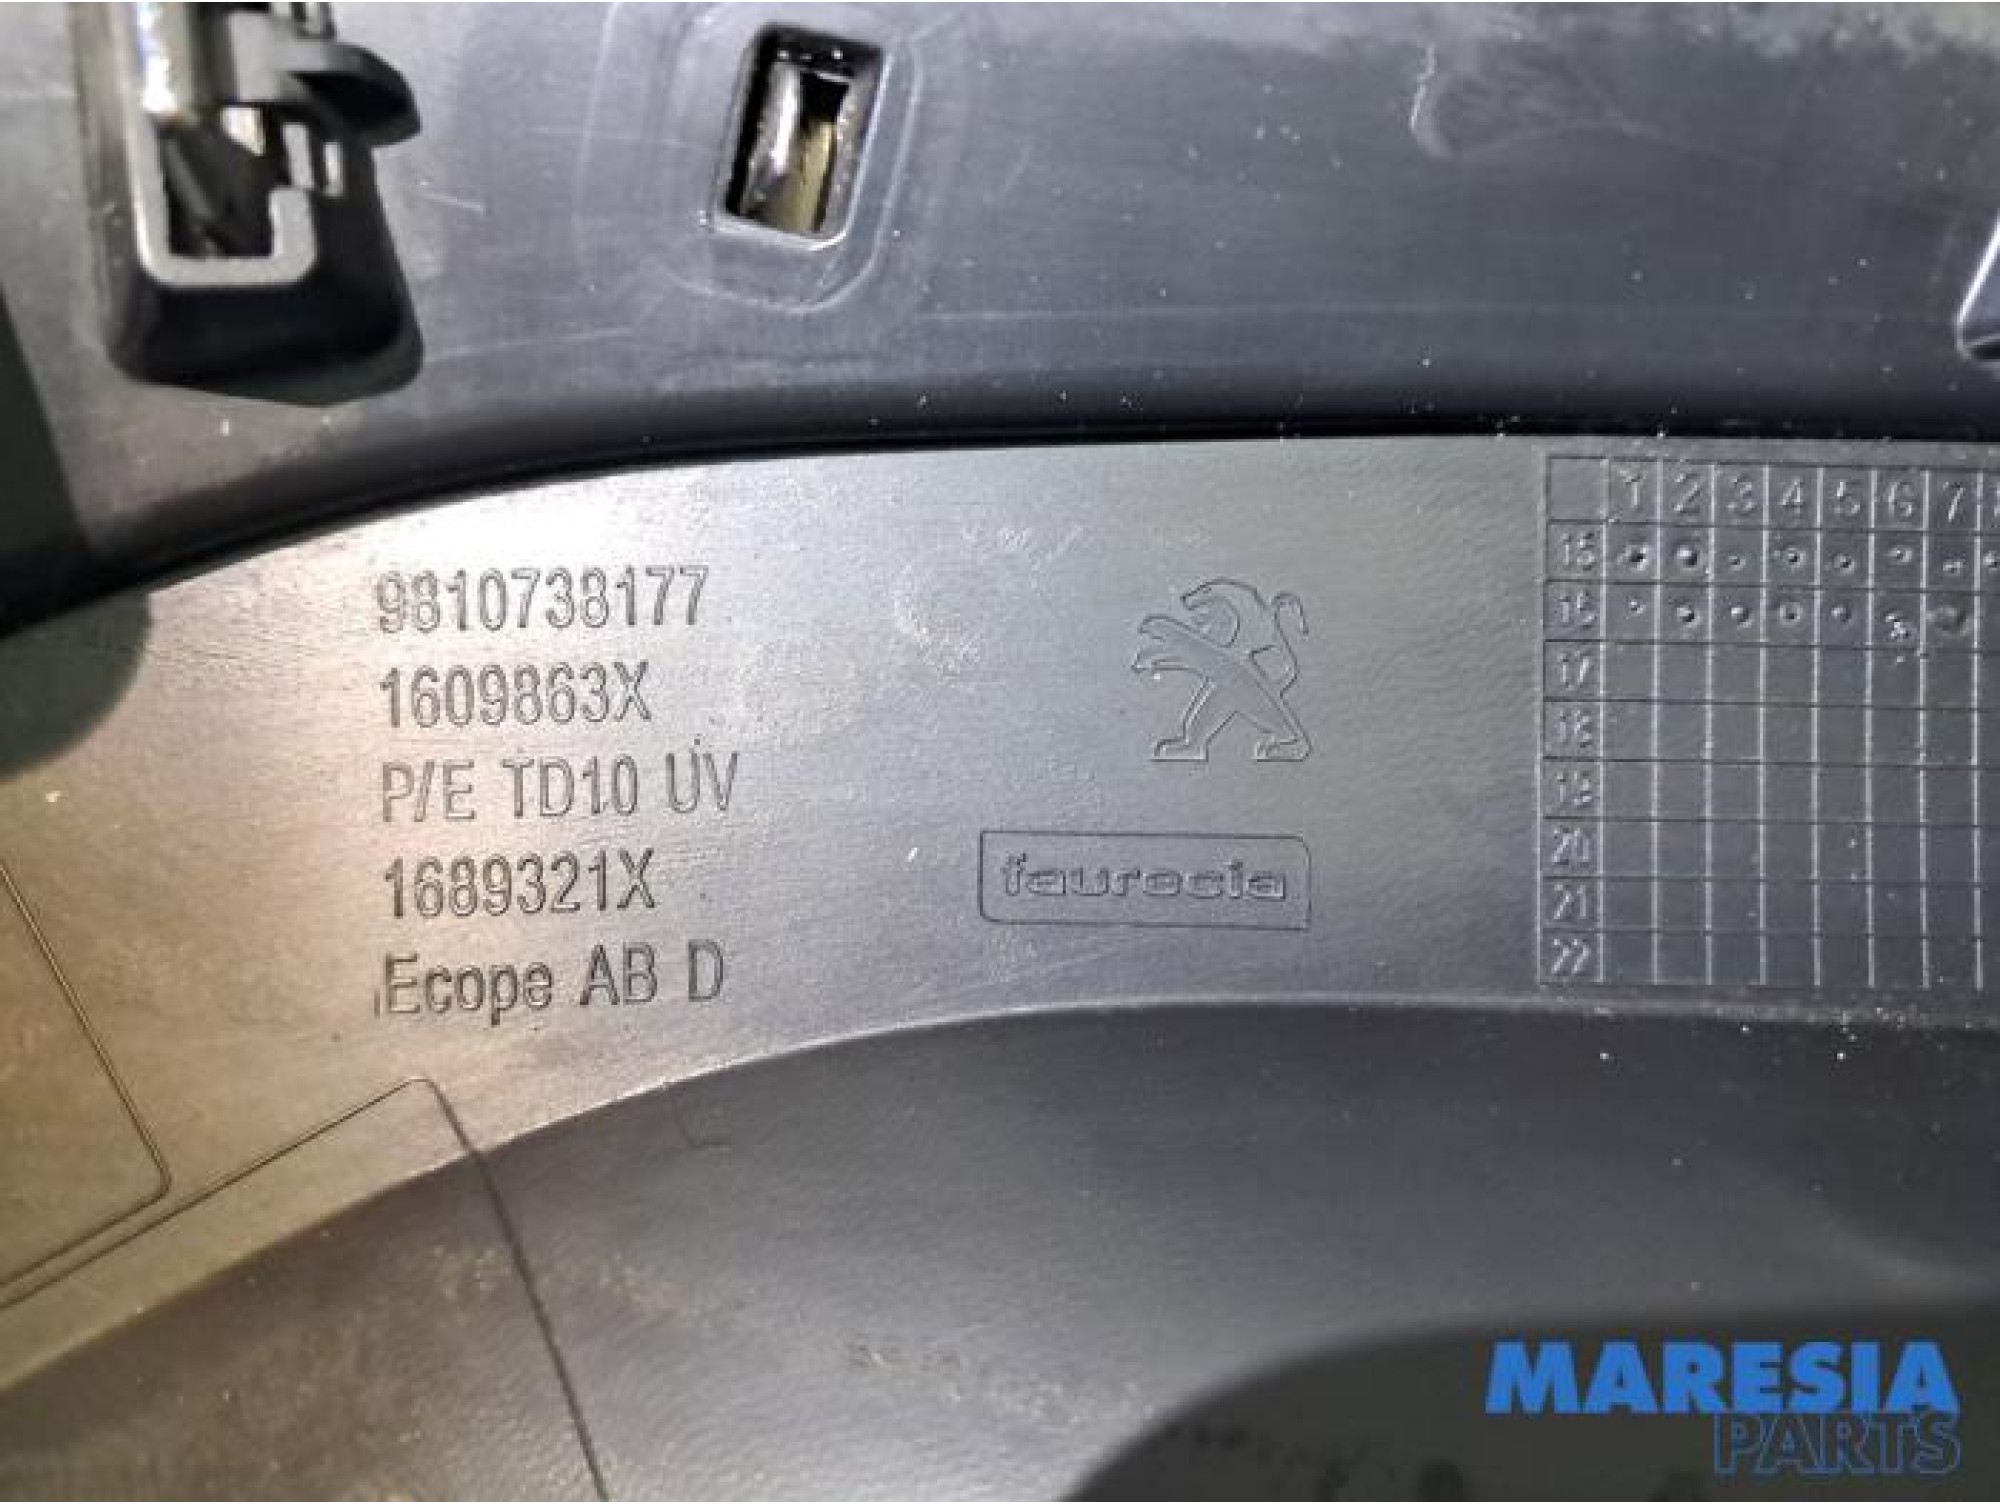 9810738177
1609863X
P/E TD10 UV
1689321X
Ecope AB D
faurecia
1 2 3 4 5 6 7
15
16
17
18
19
20
21
22
MARESIA
PARTS